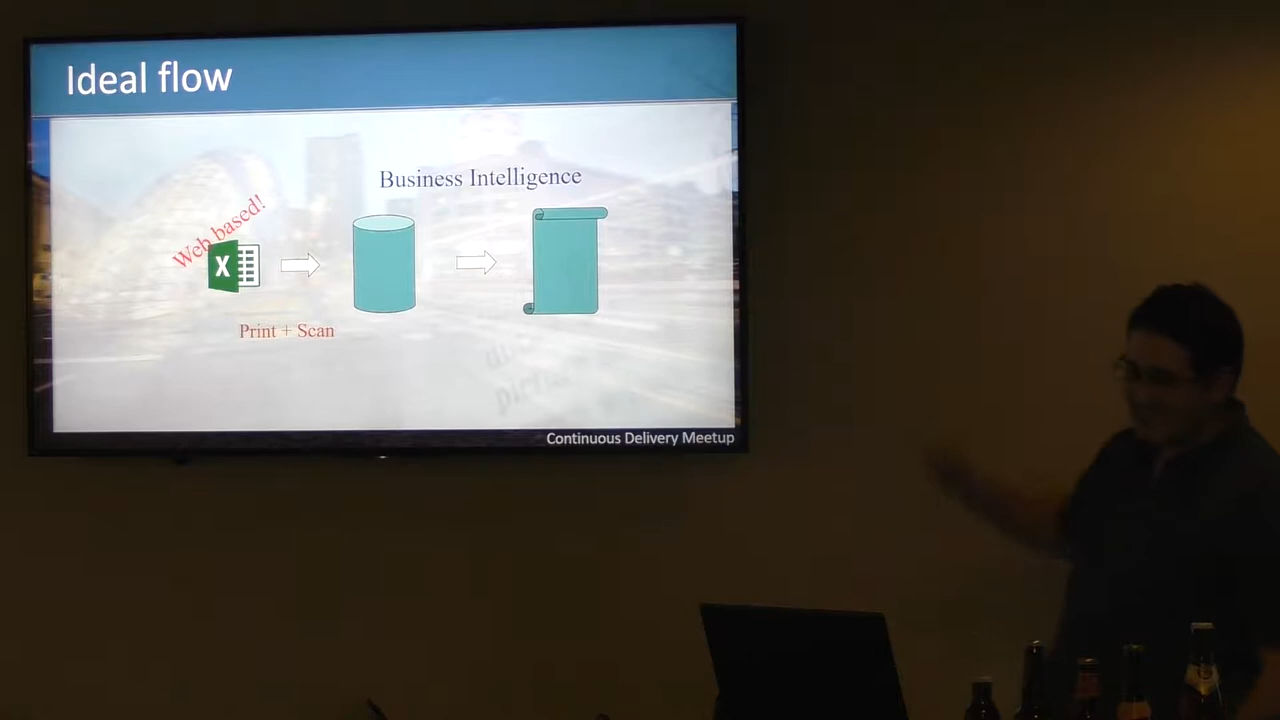 Ideal flow
Business Intelligence
Web based!
X
Print + Scan
Continuous Delivery Meetup